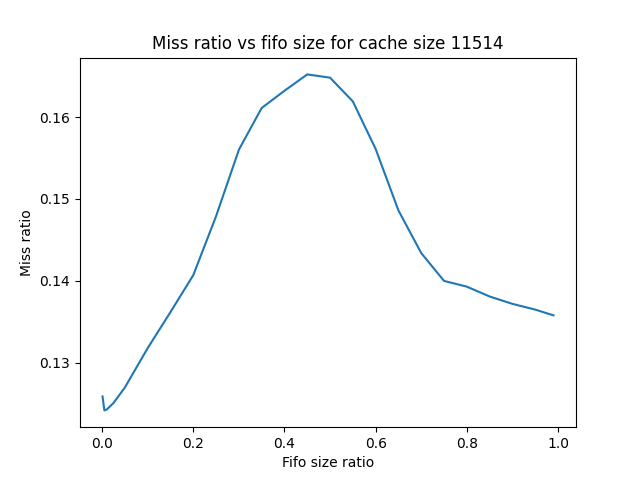 Miss ratio vs fifo size for cache size 11514
0.16
0.15
0.14
0.13
Miss ratio
0.0 0.2 0.4 0.6 0.8 1.0
Fifo size ratio